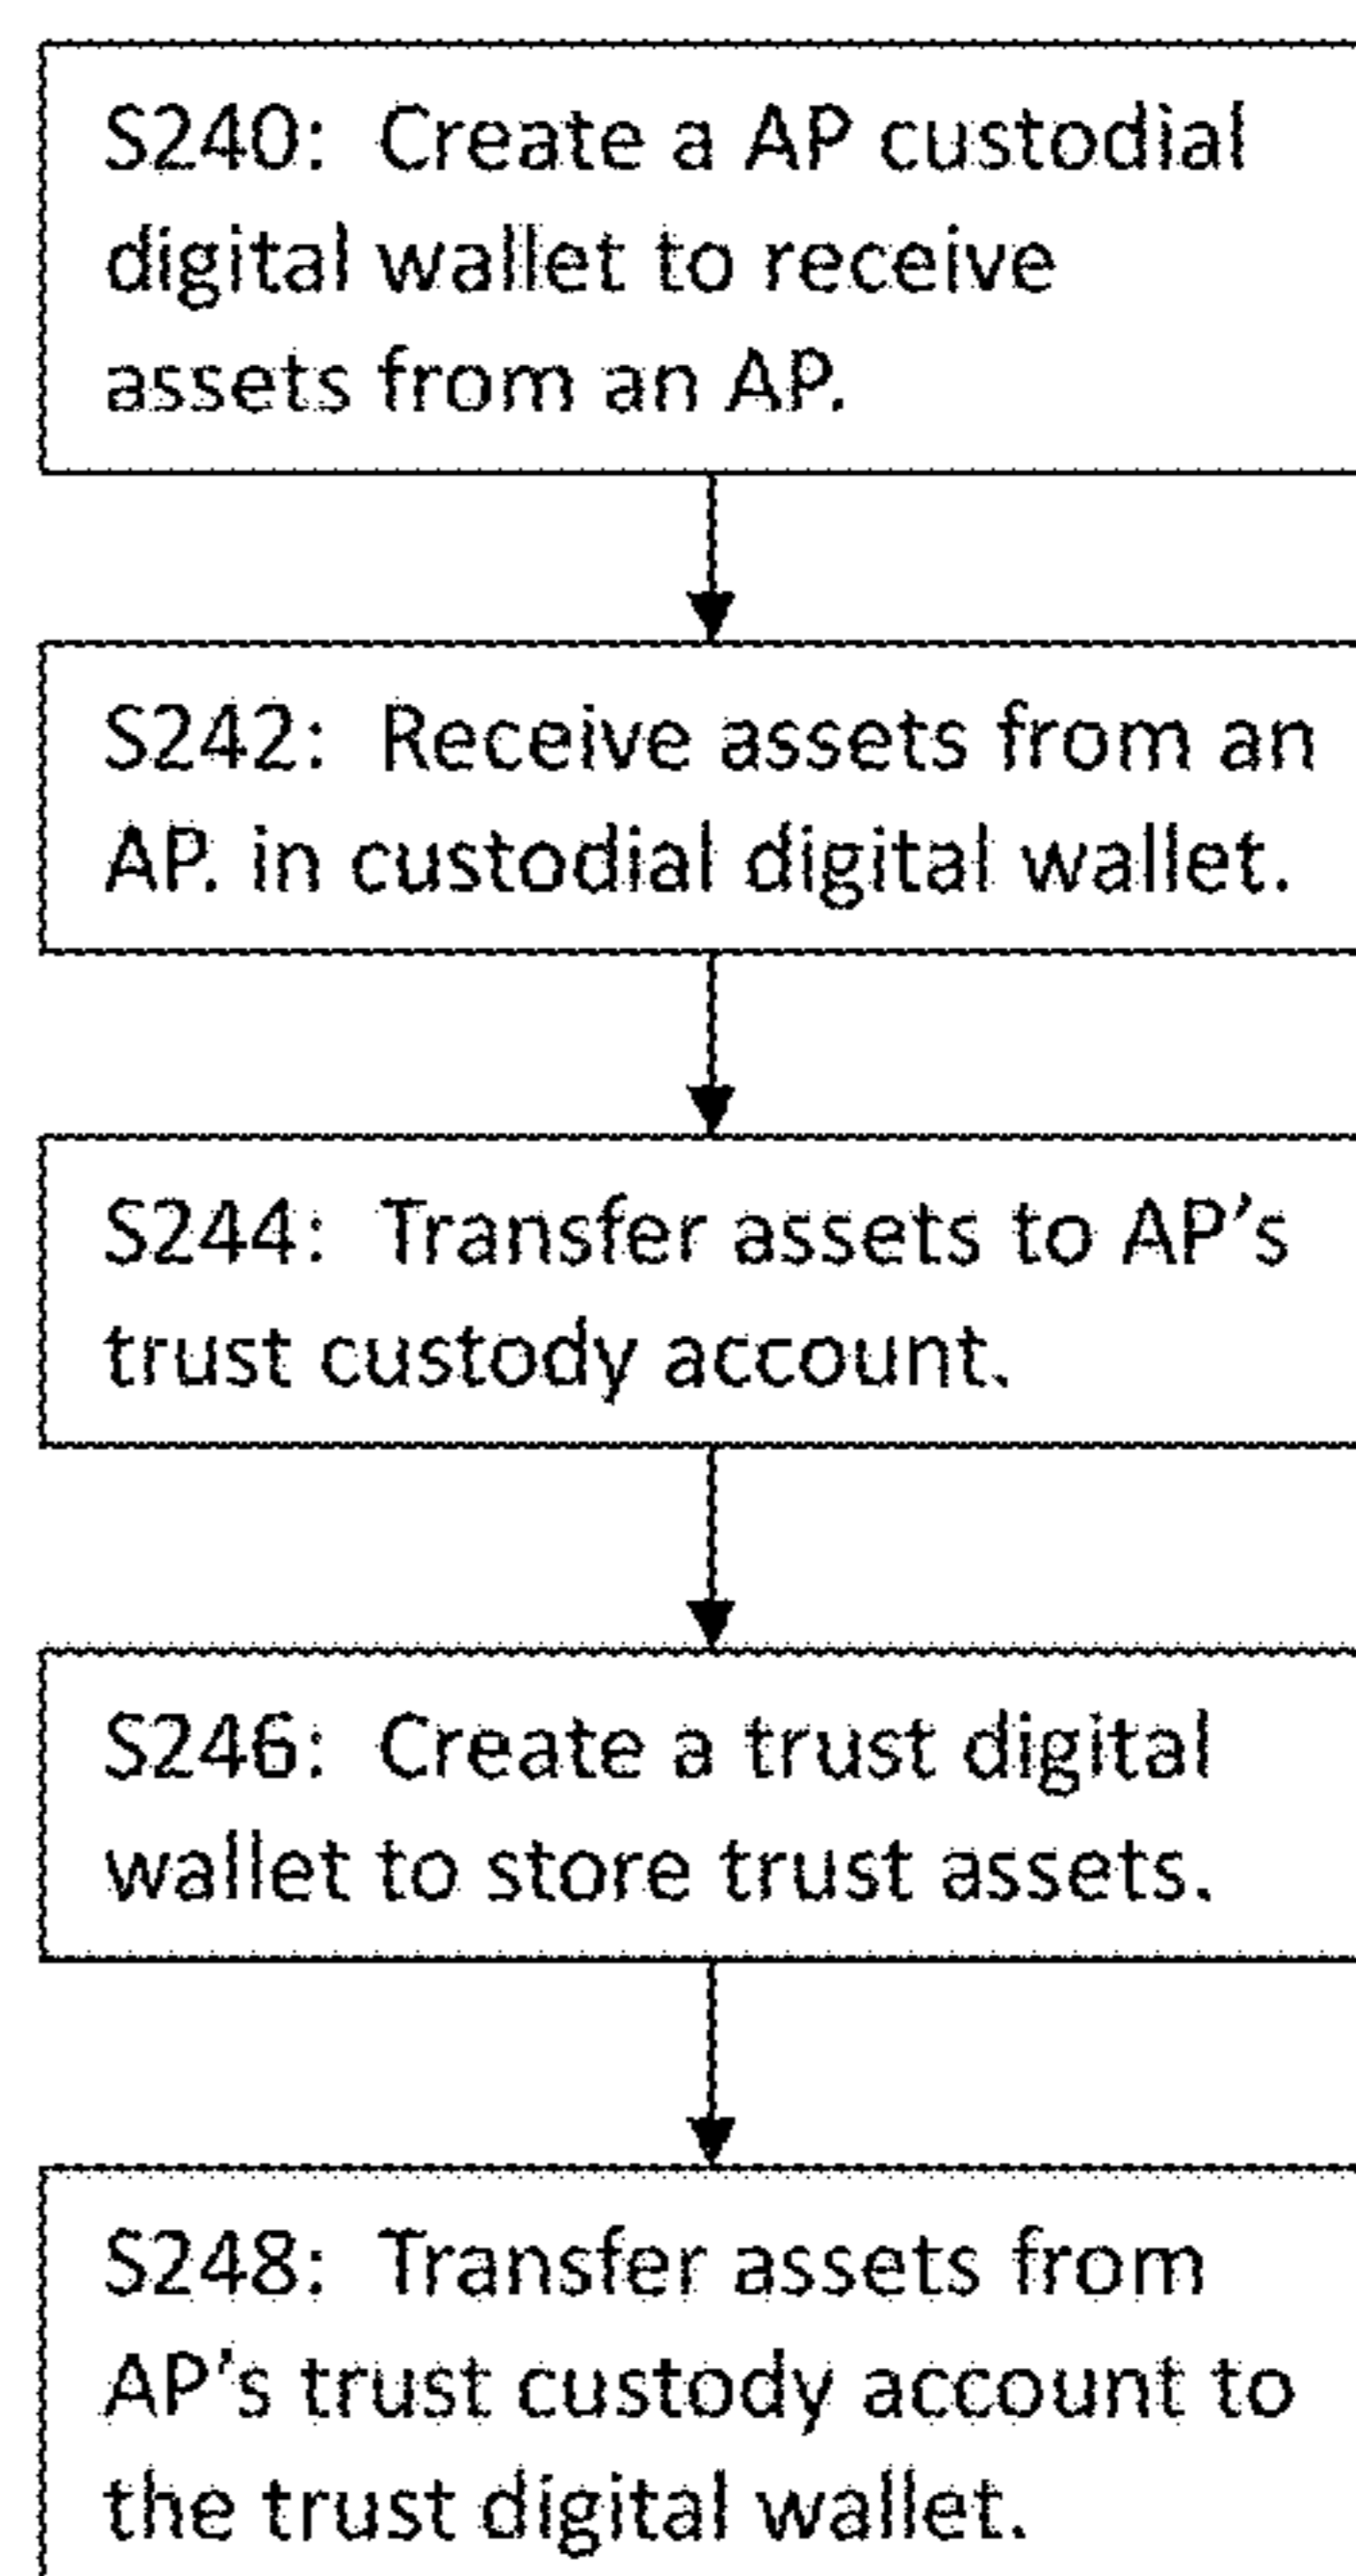 S240:  Create a AP custodial
digital wallet to receive
assets from an AP.
S242:  Receive assets from an
AP. in custodial digital wallet.
S244:  Transfer assets to AP’s
trust custody account.
S246:  Create a trust digital
wallet to store trust assets.
S248:  Transfer assets from
AP’s trust custody account to
the trust digital wallet.